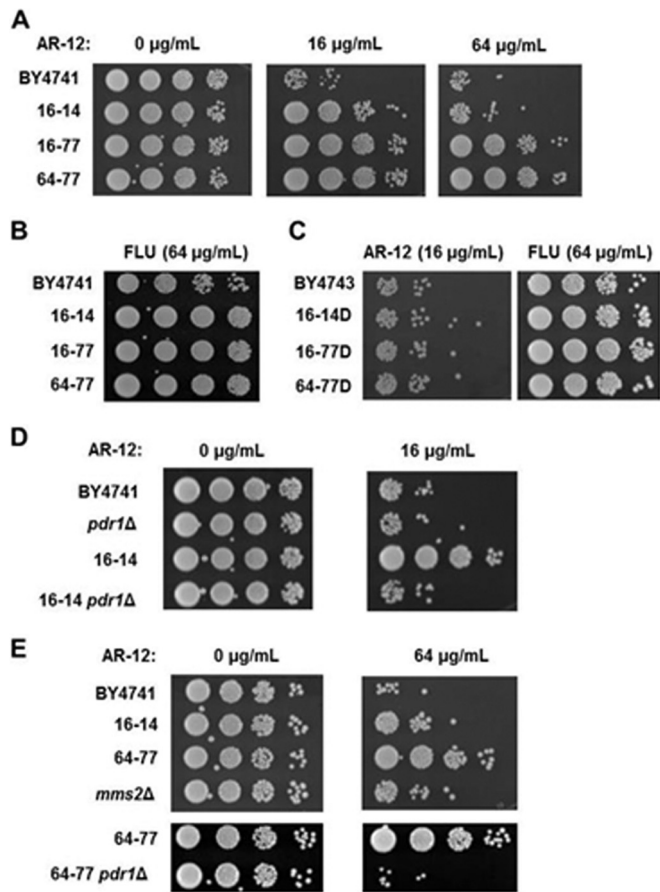 A
AR-12: 0 µg/mL 16 µg/mL 64 µg/mL
BY4741
16-14
16-77
64-77
B C
FLU (64 µg/mL) AR-12 (16 µg/mL) FLU (64 µg/mL)
BY4741 BY4743
16-14 16-14D
16-77 16-77D
64-77 64-77D
D
AR-12: 0 µg/mL 16 µg/mL
BY4741
pdr1Δ
16-14
16-14 pdr1Δ
E
AR-12: 0 µg/mL 64 µg/mL
BY4741
16-14
64-77
mms2Δ
64-77
64-77 pdr1Δ